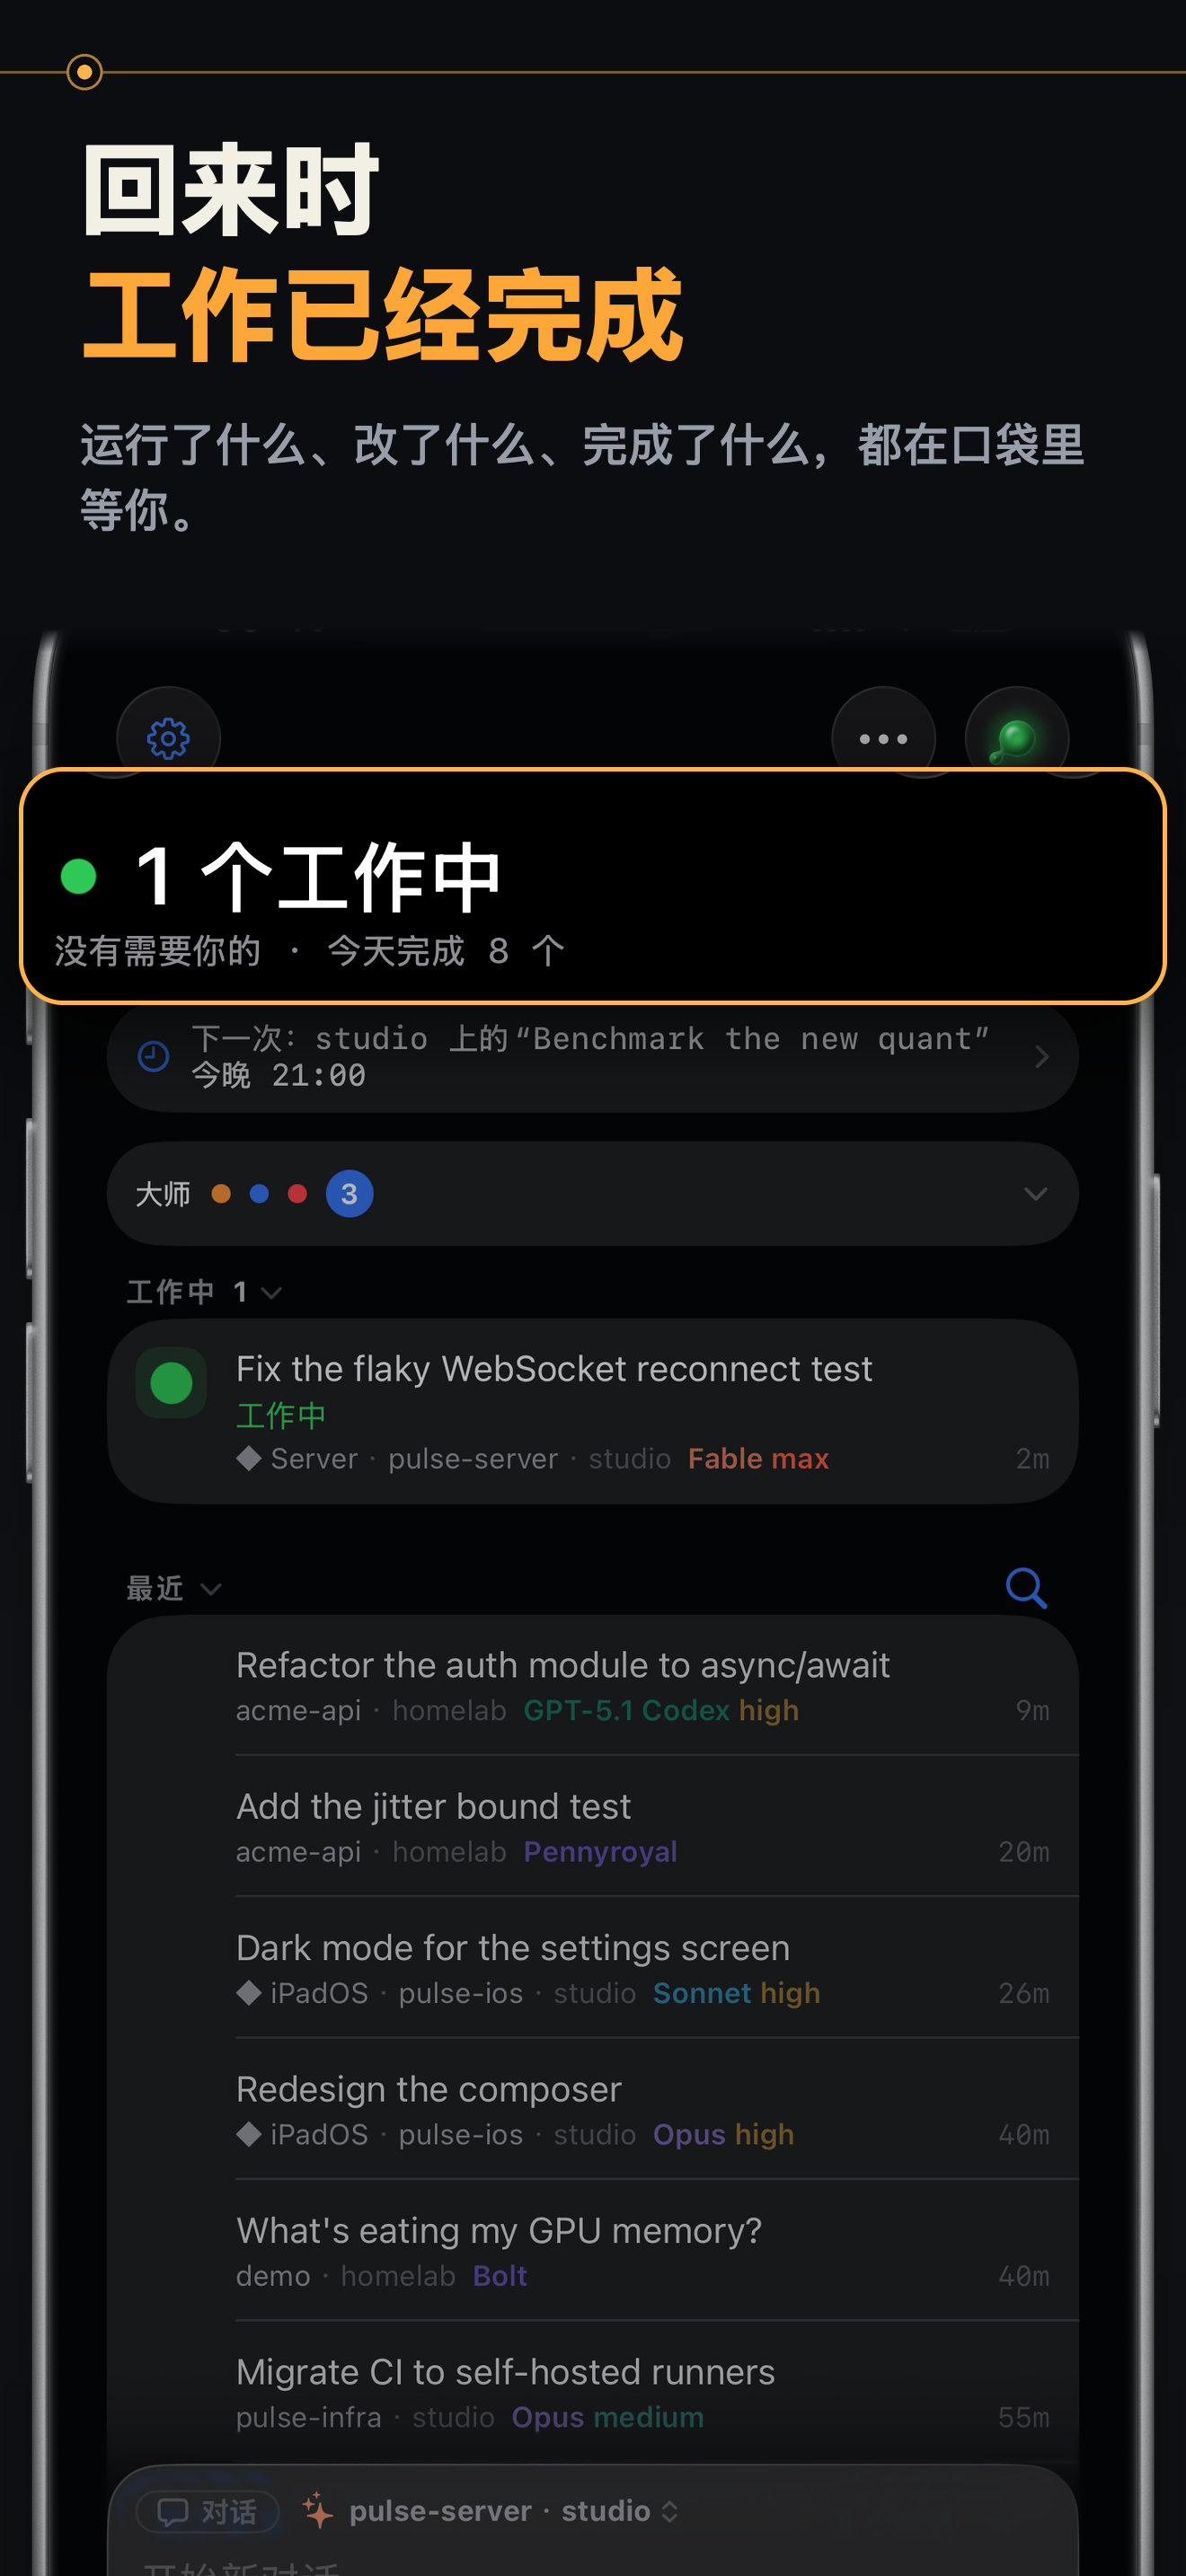 回来时
工作已经完成
运行了什么、改了什么、完成了什么，都在口袋里
等你。
1 个工作中
没有需要你的 · 今天完成 8 个
下一次：studio 上的“Benchmark the new quant”
今晚 21:00
大师 3
工作中 1
Fix the flaky WebSocket reconnect test
工作中
Server · pulse-server · studio Fable max 2m
最近
Refactor the auth module to async/await
acme-api · homelab GPT-5.1 Codex high 9m
Add the jitter bound test
acme-api · homelab Pennyroyal 20m
Dark mode for the settings screen
iPadOS · pulse-ios · studio Sonnet high 26m
Redesign the composer
iPadOS · pulse-ios · studio Opus high 40m
What's eating my GPU memory?
demo · homelab Bolt 40m
Migrate CI to self-hosted runners
pulse-infra · studio Opus medium 55m
对话 pulse-server · studio
开始新对话